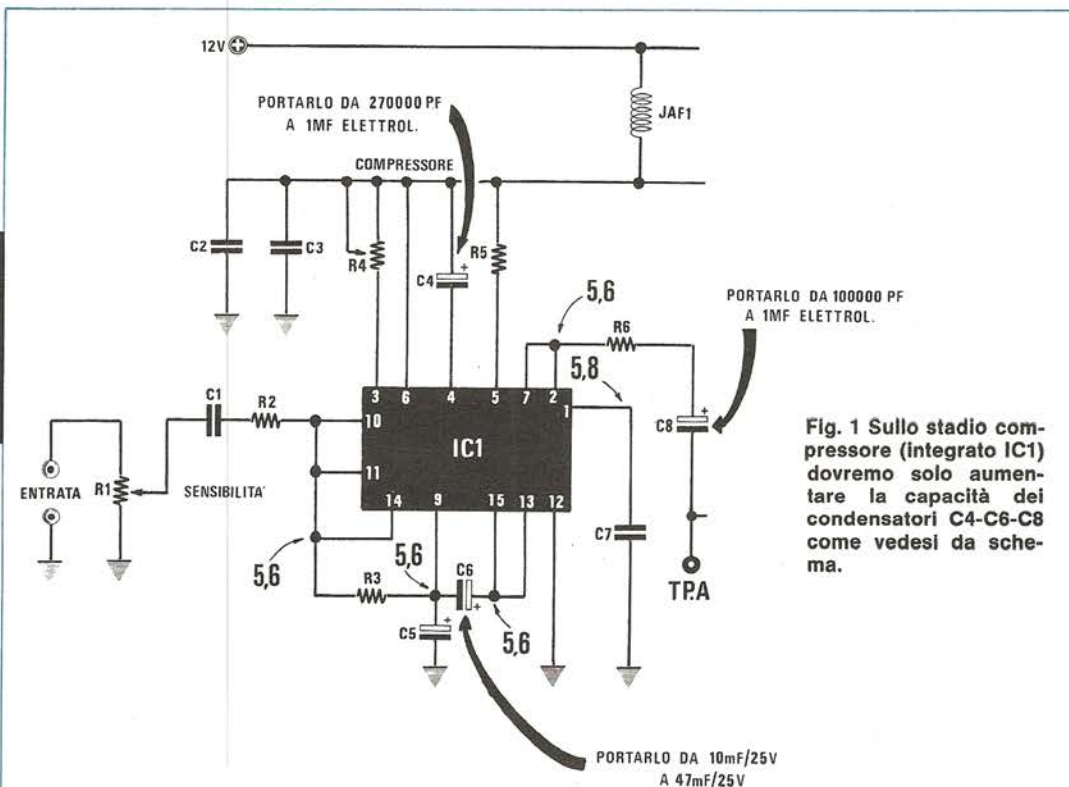 12V
PORTARLO DA 270000 PF
A 1MF ELETTROL.
JAF1
COMPRESSORE
C2
C3
R4
C4
+
R5
PORTARLO DA 100000 PF
A 1MF ELETTROL.
5,6
R6
5,8
3
6
4
5
7
2
1
C1
R2
10
IC1
C8
+
11
ENTRATA
R1
SENSIBILITA'
14
9
15
13
12
C7
5,6
5,6
C6
+
R3
5,6
C5
+
TP.A
PORTARLO DA 10mF/25V
A 47mF/25V
Fig. 1 Sullo stadio com-
pressore (integrato IC1)
dovremo solo aumen-
tare la capacità dei
condensatori C4-C6-C8
come vedesi da sche-
ma.